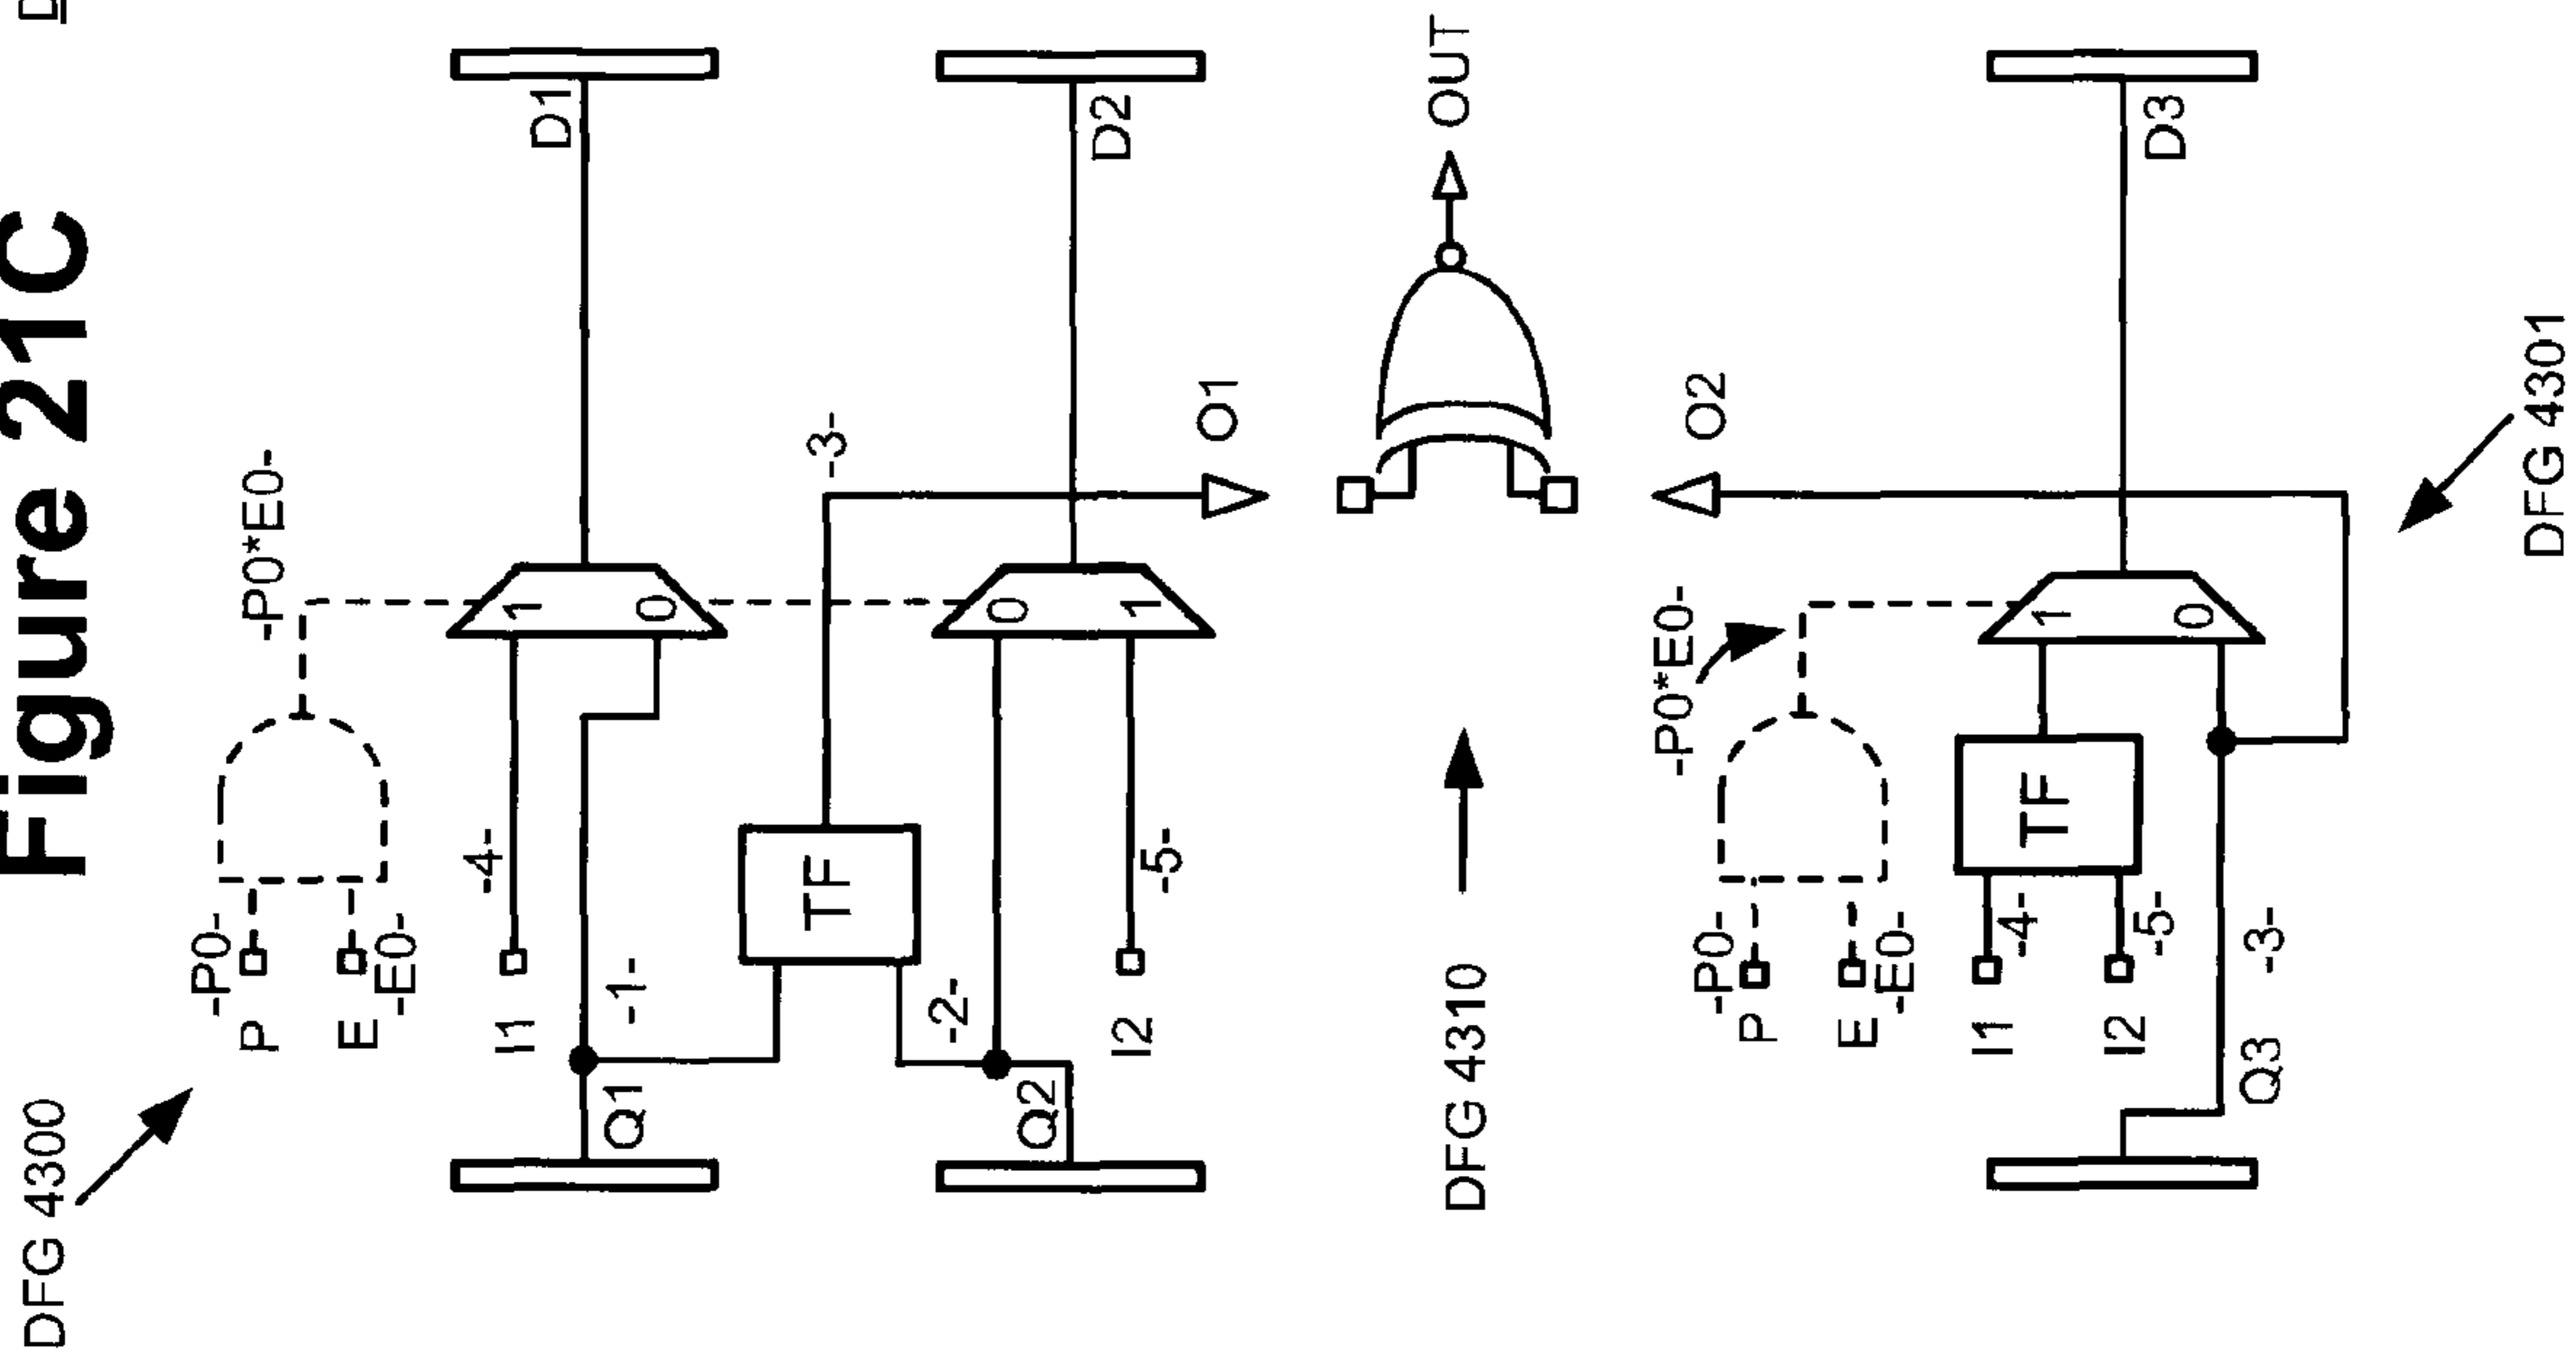 Figure 21C
DFG 4300
-P0-
P
E
-E0-
-P0*E0-
I1
-4-
1
0
D1
Q1
-1-
TF
-3-
-2-
Q2
0
1
D2
I2
-5-
O1
DFG 4310
OUT
O2
-P0-
P
E
-E0-
-P0*E0-
I1
-4-
TF
1
0
I2
-5-
D3
Q3
-3-
DFG 4301